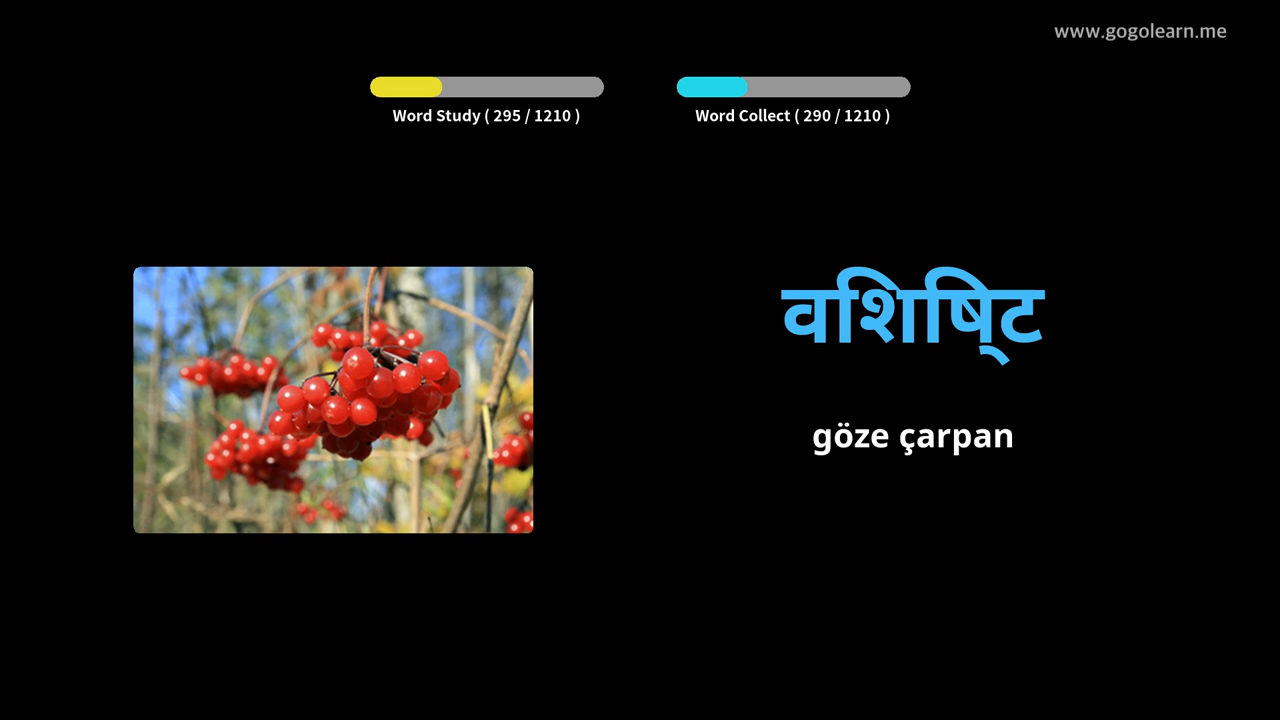 www.gogolearn.me
Word Study ( 295 / 1210 )
Word Collect ( 290 / 1210 )
वशिषि्ट
göze çarpan